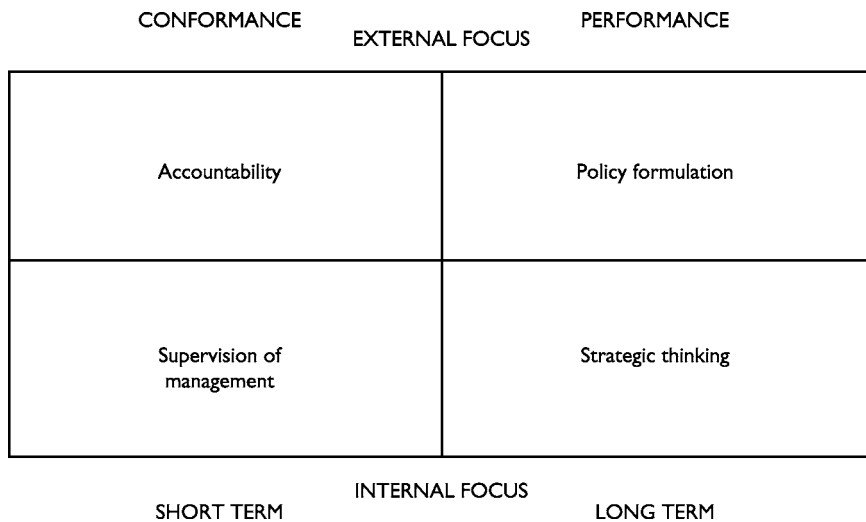 CONFORMANCE
PERFORMANCE
EXTERNAL FOCUS
Accountability
Policy formulation
Supervision of
management
Strategic thinking
INTERNAL FOCUS
SHORT TERM
LONG TERM